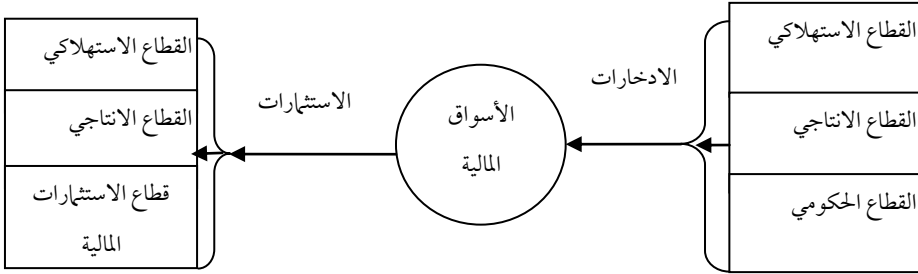 القطاع الاستهلاكي
القطاع الانتاجي
القطاع الحكومي
الادخارات
الأسواق
المالية
الاستثمارات
القطاع الاستهلاكي
القطاع الانتاجي
قطاع الاستثمارات
المالية